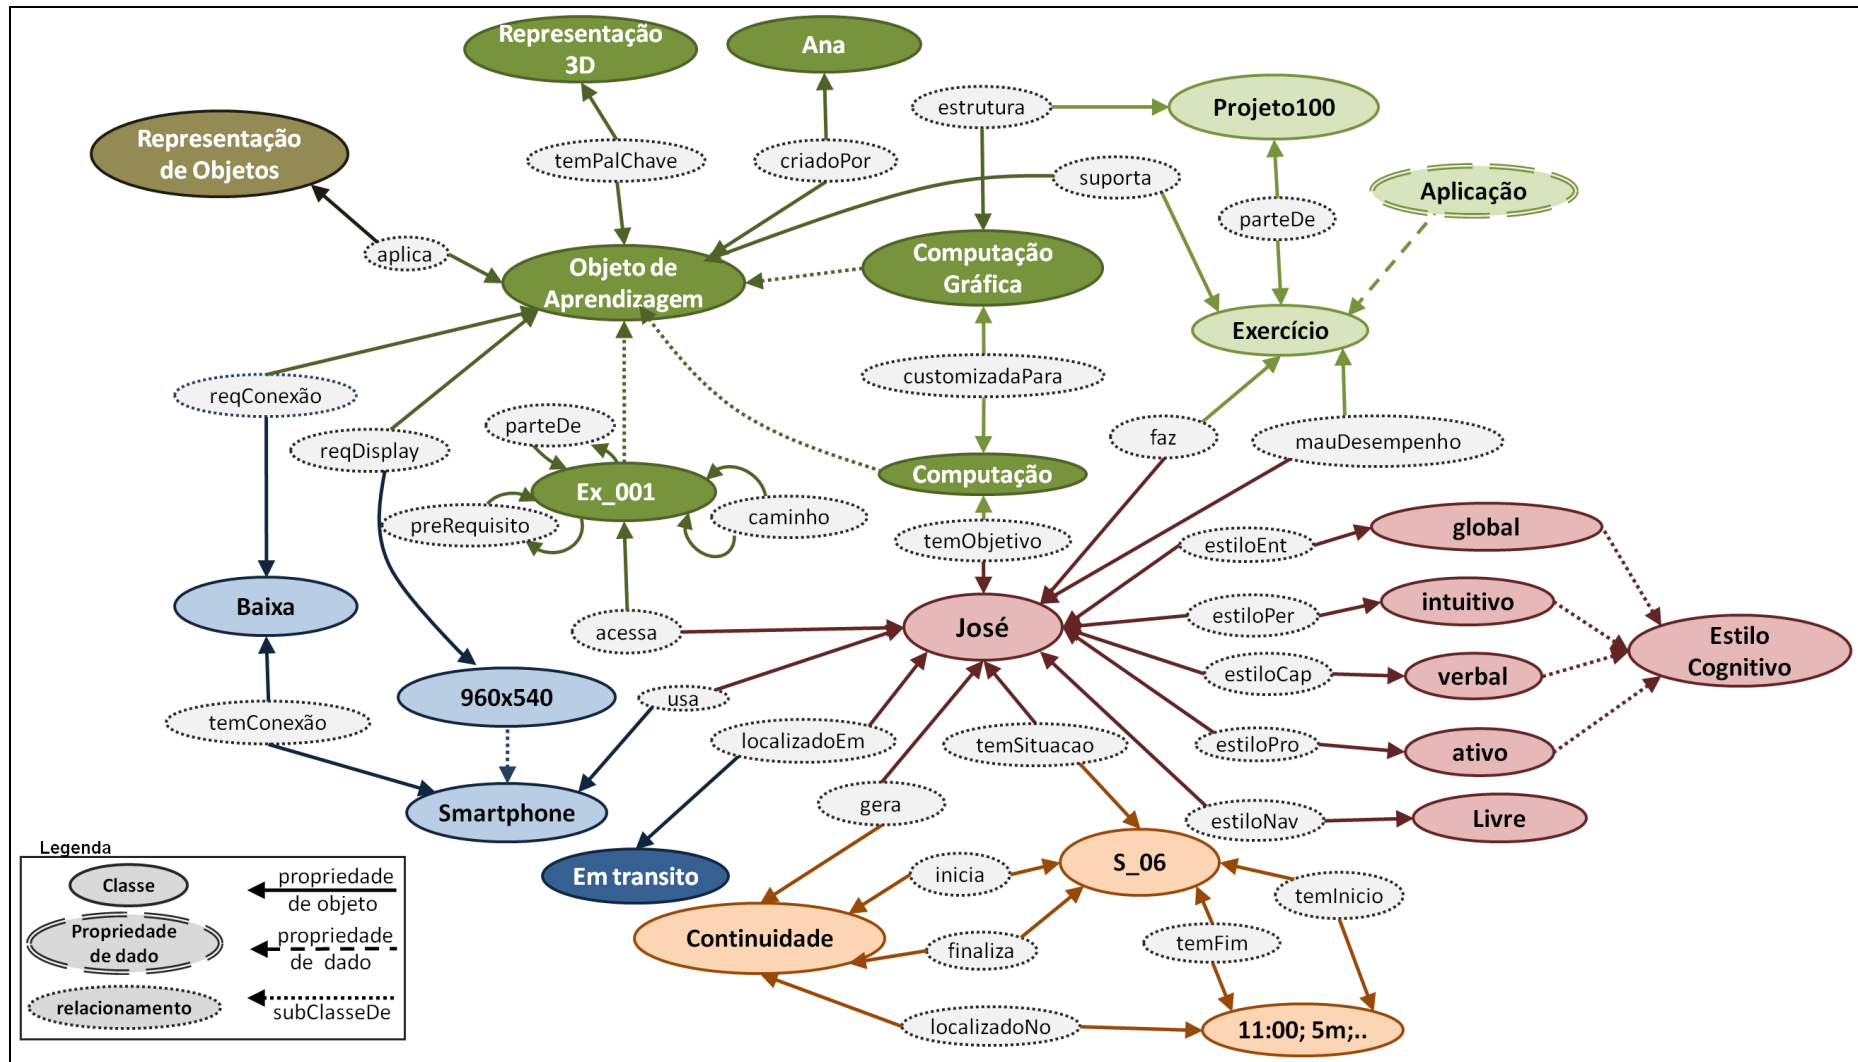 Representação
3D
Ana
estrutura
Projeto100
Representação
de Objetos
temPalChave
criadoPor
suporta
Aplicação
parteDe
aplica
Objeto de
Aprendizagem
Computação
Gráfica
Exercício
reqConexão
customizadaPara
parteDe
faz
mauDesempenho
reqDisplay
Computação
Ex_001
preRequisito
caminho
temObjetivo
estiloEnt
global
Baixa
acessa
José
estiloPer
intuitivo
Estilo
Cognitivo
estiloCap
verbal
960x540
usa
temConexão
localizadoEm
temSituacao
estiloPro
ativo
Smartphone
gera
estiloNav
Livre
Em transito
inicia
S_06
temInicio
Continuidade
finaliza
temFim
localizadoNo
11:00; 5m;..
Legenda
Classe
propriedade
de objeto
Propriedade
de dado
propriedade
de dado
relacionamento
subClasseDe